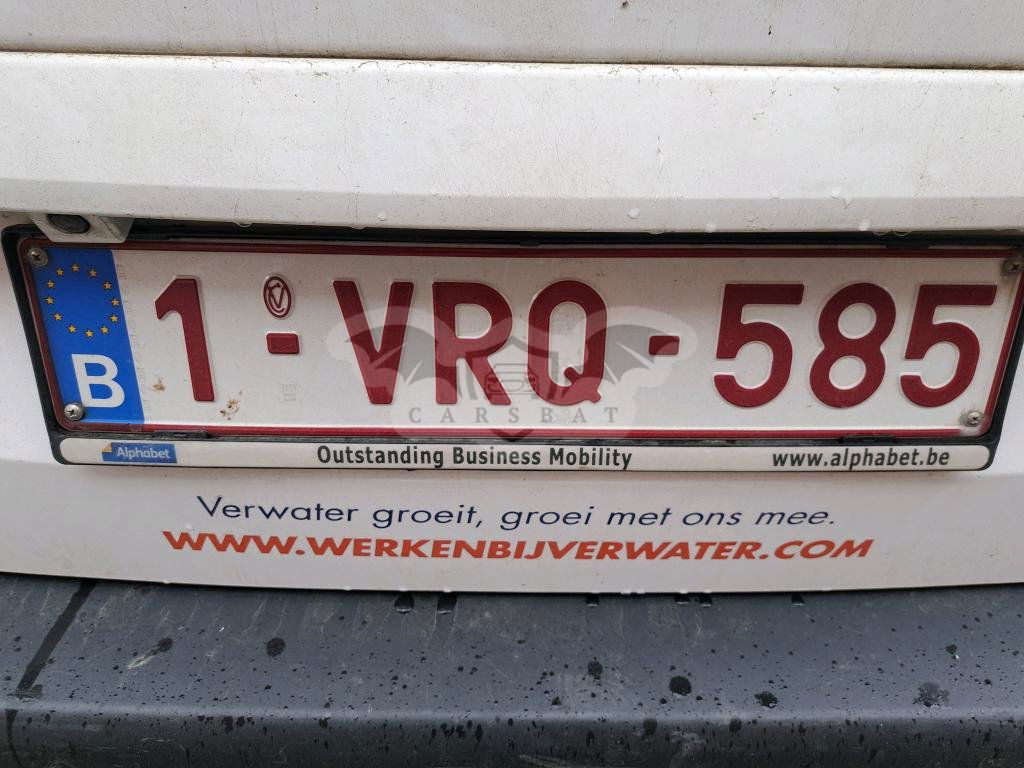 B 1-VRQ-585
CARSBAT
Alphabet Outstanding Business Mobility www.alphabet.be
Verwater groeit, groei met ons mee.
WWW.WERKENBIJVERWATER.COM